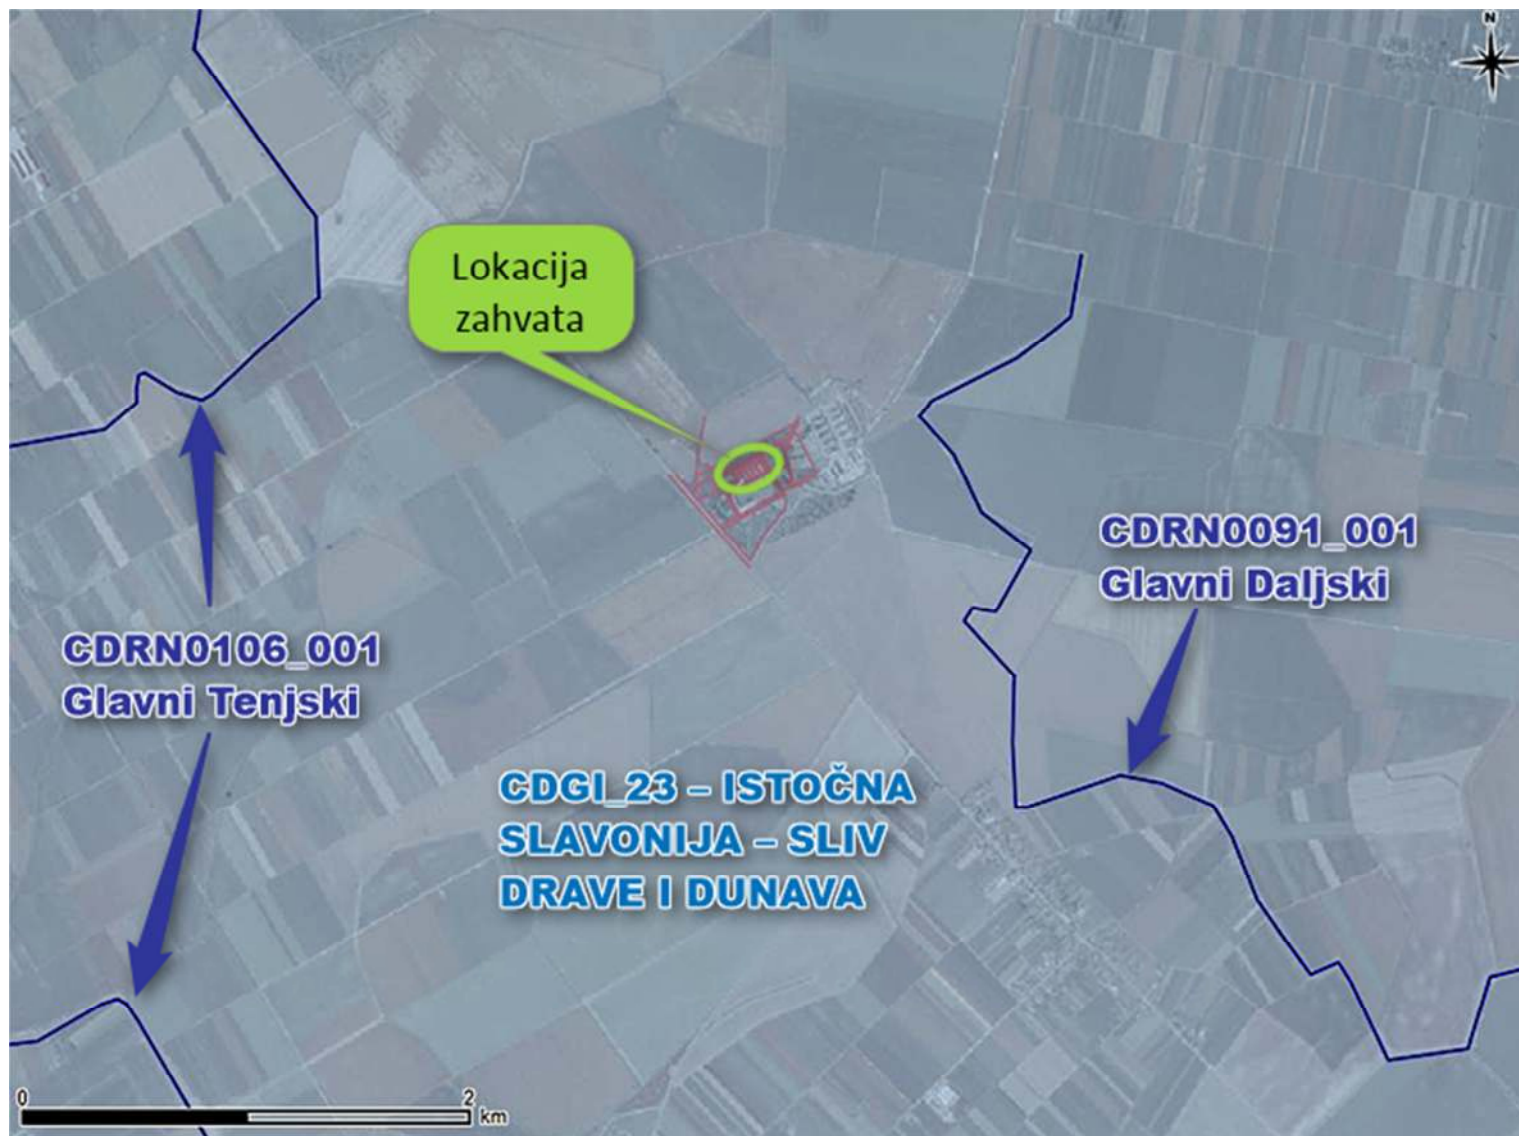 N
Lokacija
zahvata
CDRN0091_001
Glavni Daljski
CDRN0106_001
Glavni Tenjski
CDGI_23 – ISTOČNA
SLAVONIJA – SLIV
DRAVE I DUNAVA
0 2
km